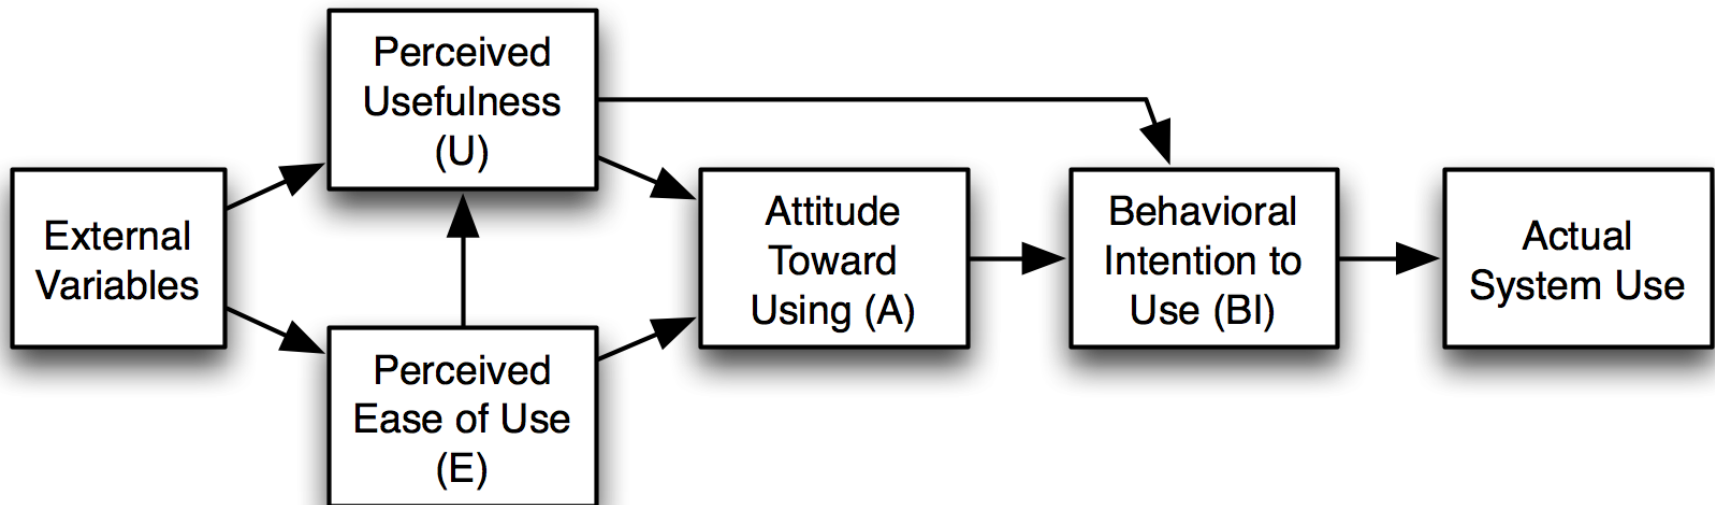 Perceived
Usefulness
(U)
External
Variables
Perceived
Ease of Use
(E)
Attitude
Toward
Using (A)
Behavioral
Intention to
Use (BI)
Actual
System Use